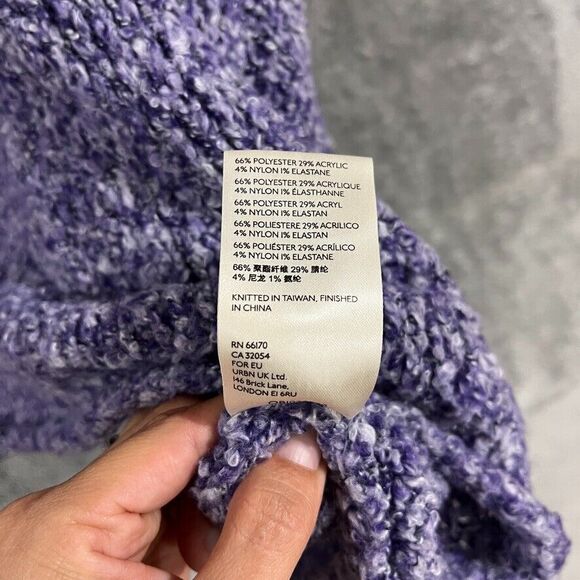 66% POLYESTER 29% ACRYLIC
4% NYLON 1% ELASTANE
66% POLYESTER 29% ACRYLIQUE
4% NYLON 1% ÉLASTHANNE
66% POLYESTER 29% ACRYL
4% NYLON 1% ELASTAN
66% POLIESTERE 29% ACRILICO
4% NYLON 1% ELASTAN
66% POLIÉSTER 29% ACRÍLICO
4% NYLON 1% ELASTANE
66% 聚酯纤维 29% 腈纶
4% 尼龙 1% 氨纶
KNITTED IN TAIWAN, FINISHED
IN CHINA
RN 66170
CA 32054
FOR EU
URBN UK Ltd.
146 Brick Lane,
LONDON E1 6RU